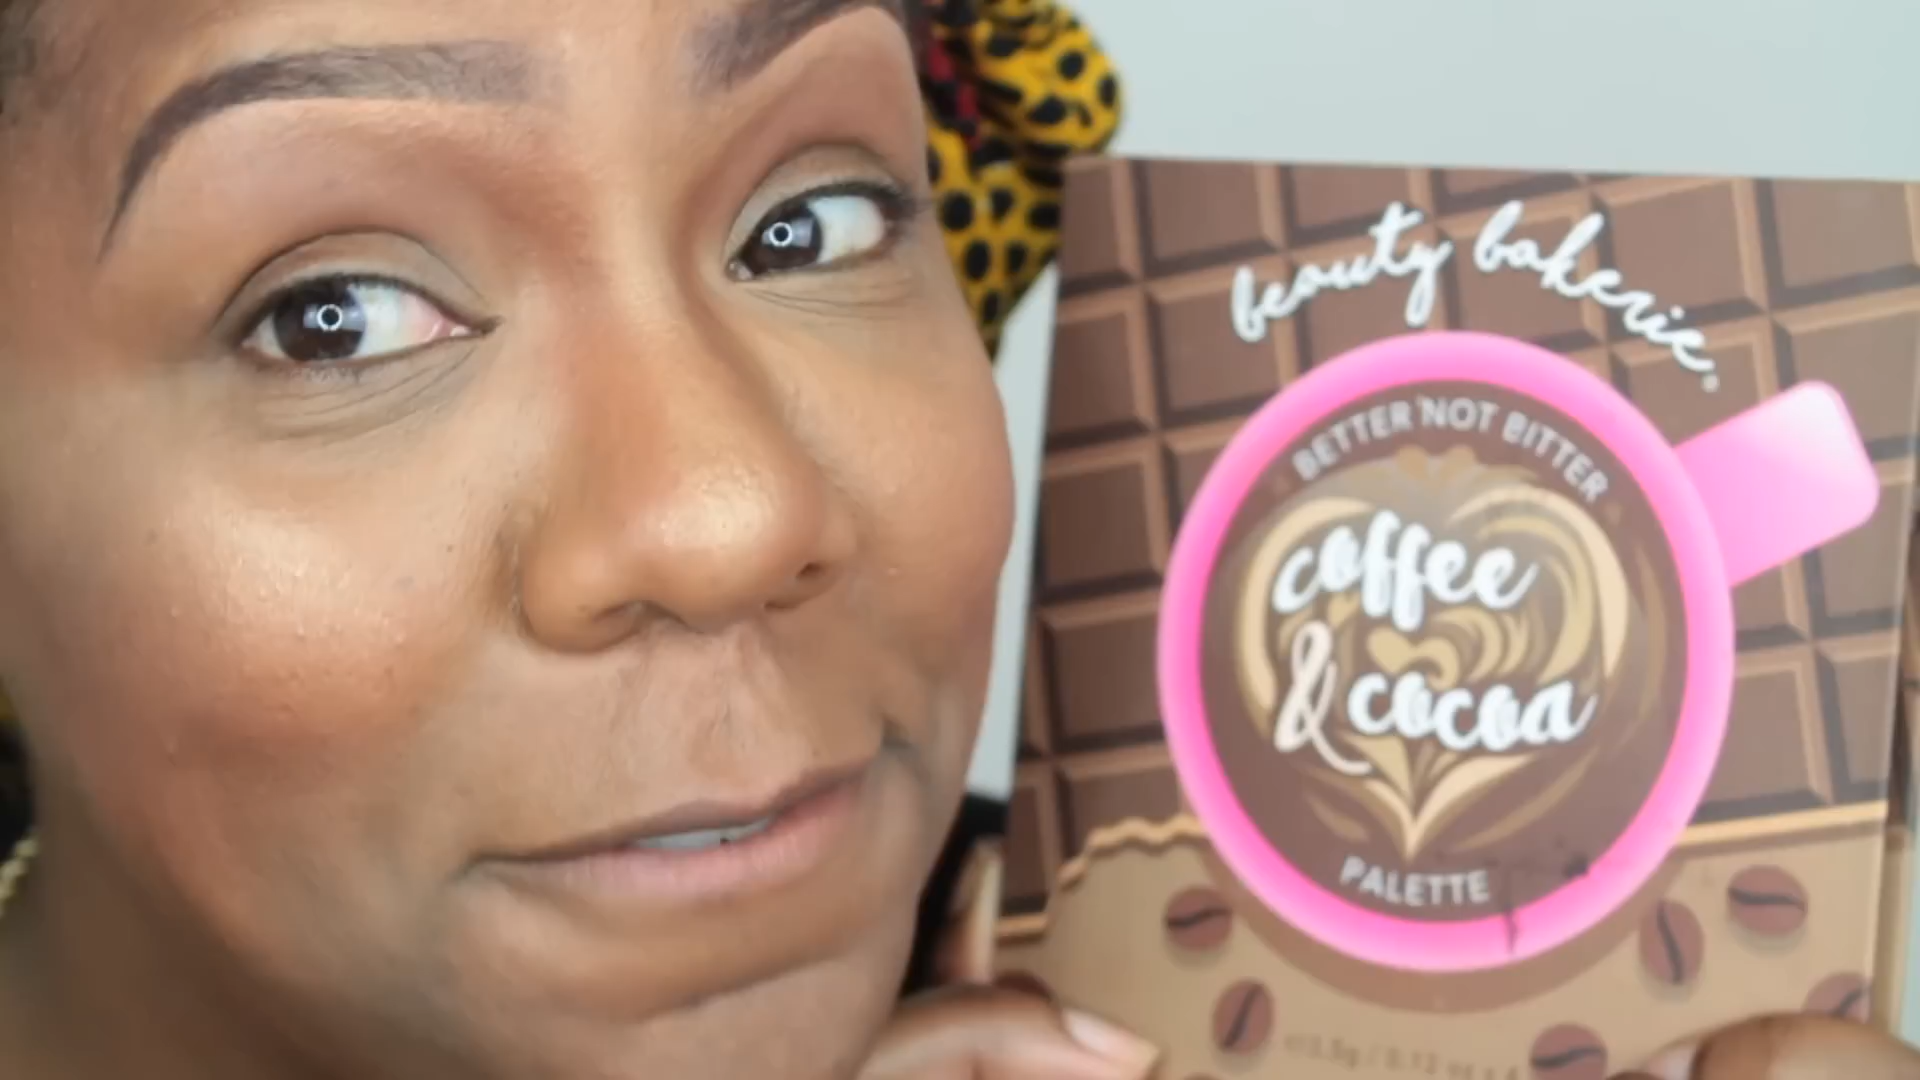 beauty bakerie
BETTER NOT BITTER
coffee
& cocoa
PALETTE